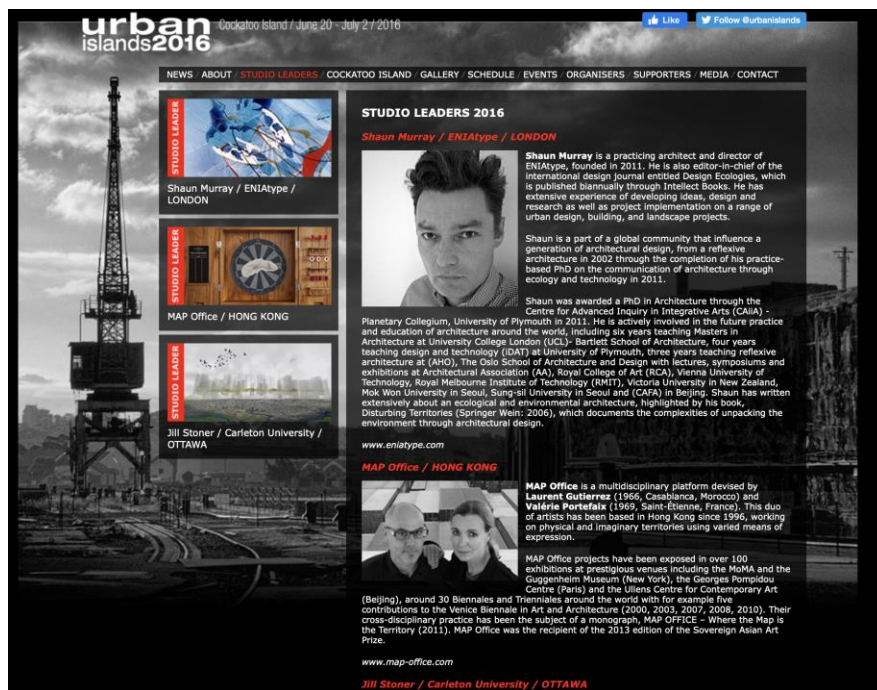 urban
islands2016
Cockatoo Island / June 20 - July 2 / 2016
Like
Follow @urbanislands
NEWS / ABOUT / STUDIO LEADERS / COCKATOO ISLAND / GALLERY / SCHEDULE / EVENTS / ORGANISERS / SUPPORTERS / MEDIA / CONTACT
STUDIO LEADER
Shaun Murray / ENIAtype /
LONDON
STUDIO LEADER
MAP Office / HONG KONG
STUDIO LEADER
Jill Stoner / Carleton University /
OTTAWA
STUDIO LEADERS 2016
Shaun Murray / ENIAtype / LONDON
Shaun Murray is a practicing architect and director of
ENIAtype, founded in 2011. He is also editor-in-chief of the
international design journal entitled Design Ecologies, which
is published biannually through Intellect Books. He has
extensive experience of developing ideas, design and
research as well as project implementation on a range of
urban design, building, and landscape projects.
Shaun is a part of a global community that influence a
generation of architectural design, from a reflexive
architecture in 2002 through the completion of his practice-
based PhD on the communication of architecture through
ecology and technology in 2011.
Shaun was awarded a PhD in Architecture through the
Centre for Advanced Inquiry in Integrative Arts (CAiiA) -
Planetary Collegium, University of Plymouth in 2011. He is actively involved in the future practice
and education of architecture around the world, including six years teaching Masters in
Architecture at University College London (UCL)- Bartlett School of Architecture, four years
teaching design and technology (iDAT) at University of Plymouth, three years teaching reflexive
architecture at (AHO), The Oslo School of Architecture and Design with lectures, symposiums and
exhibitions at Architectural Association (AA), Royal College of Art (RCA), Vienna University of
Technology, Royal Melbourne Institute of Technology (RMIT), Victoria University in New Zealand,
Mok Won University in Seoul, Sung-sil University in Seoul and (CAFA) in Beijing. Shaun has written
extensively about an ecological and environmental architecture, highlighted by his book,
Disturbing Territories (Springer Wein: 2006), which documents the complexities of unpacking the
environment through architectural design.
www.eniatype.com
MAP Office / HONG KONG
MAP Office is a multidisciplinary platform devised by
Laurent Gutierrez (1966, Casablanca, Morocco) and
Valérie Portefaix (1969, Saint-Étienne, France). This duo
of artists has been based in Hong Kong since 1996, working
on physical and imaginary territories using varied means of
expression.
MAP Office projects have been exposed in over 100
exhibitions at prestigious venues including the MoMA and the
Guggenheim Museum (New York), the Georges Pompidou
Centre (Paris) and the Ullens Centre for Contemporary Art
(Beijing), around 30 Biennales and Triennales around the world with for example five
contributions to the Venice Biennale in Art and Architecture (2000, 2003, 2007, 2008, 2010). Their
cross-disciplinary practice has been the subject of a monograph, MAP OFFICE – Where the Map is
the Territory (2011). MAP Office was the recipient of the 2013 edition of the Sovereign Asian Art
Prize.
www.map-office.com
Jill Stoner / Carleton University / OTTAWA